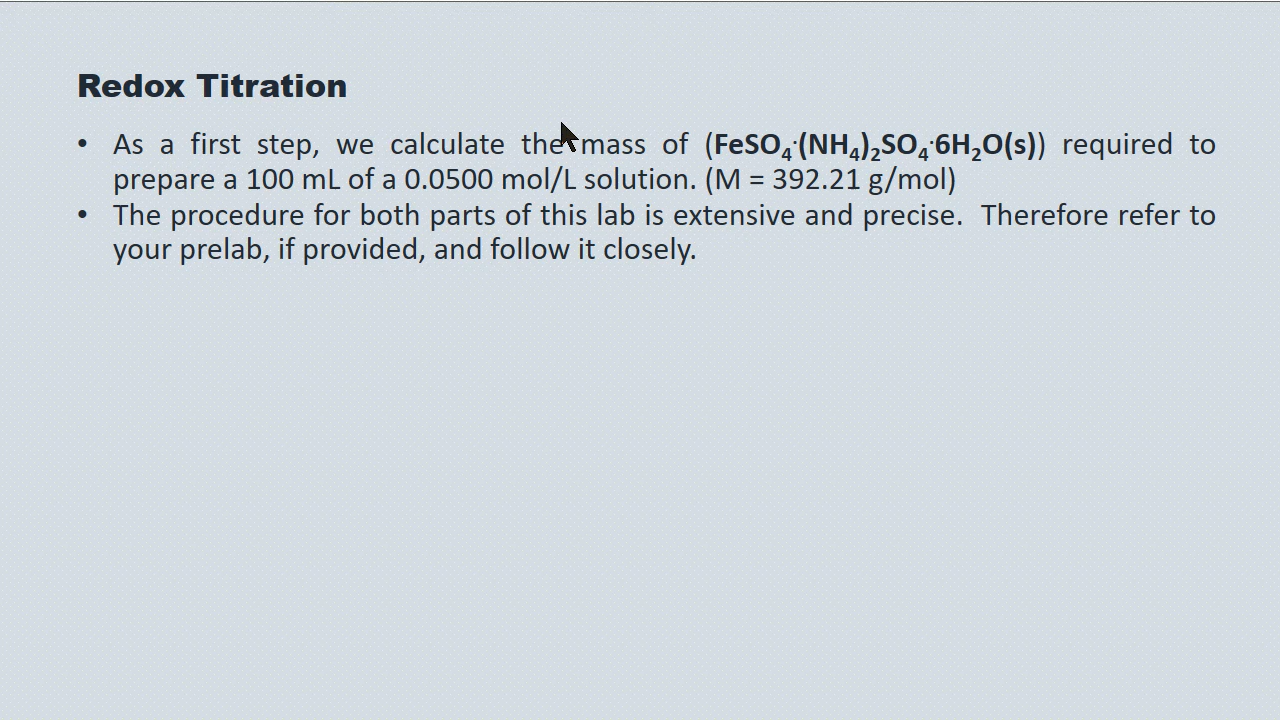 Redox Titration
• As a first step, we calculate the mass of (FeSO₄·(NH₄)₂SO₄·6H₂O(s)) required to
prepare a 100 mL of a 0.0500 mol/L solution. (M = 392.21 g/mol)
• The procedure for both parts of this lab is extensive and precise.  Therefore refer to
your prelab, if provided, and follow it closely.